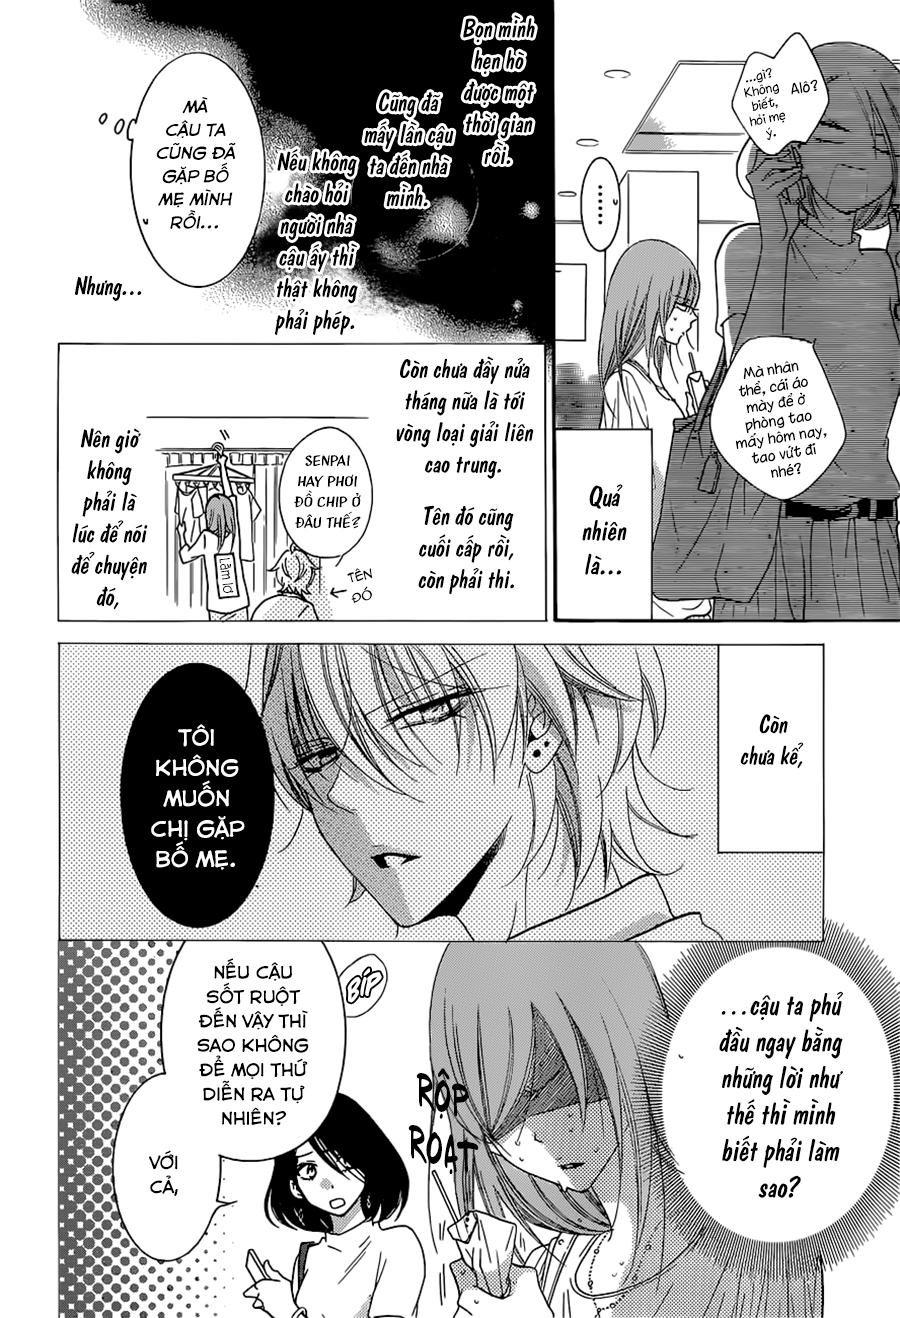 ...gì?
Không
biết,
hỏi mẹ
ý.
Alô?
........
Mà nhân
thể, cái áo
mày để ở
phòng tao
mấy hôm nay,
tao vứt đi
nhé?
Quả
nhiên
là...
Bọn mình
hẹn hò
được một
thời gian
rồi.
Cũng đã
mấy lần cậu
ta đến nhà
mình.
Nếu không
chào hỏi
người nhà
cậu ấy thì
thật không
phải phép.
MÀ
CẬU TA
CŨNG ĐÃ
GẶP BỐ
MẸ MÌNH
RỒI...
Nhưng...
Còn chưa đầy nửa
tháng nữa là tới
vòng loại giải liên
cao trung.
Tên đó cũng
cuối cấp rồi,
còn phải thi.
SENPAI
HAY PHƠI
ĐỒ CHIP Ở
ĐÂU THẾ?
TÊN
ĐÓ
Lăm lơ
Nên giờ
không
phải là
lúc để nói
để chuyện
đó,
Còn
chưa kể,
TÔI
KHÔNG
MUỐN
CHỊ GẶP
BỐ MẸ.
...cậu ta phủ
đầu ngay bằng
những lời như
thế thì mình
biết phải làm
sao?
RỘP
ROẠT
BÍP
NẾU CẬU
SỐT RUỘT
ĐẾN VẬY THÌ
SAO KHÔNG
ĐỂ MỌI THỨ
DIỄN RA TỰ
NHIÊN?
VỚI
CẢ,